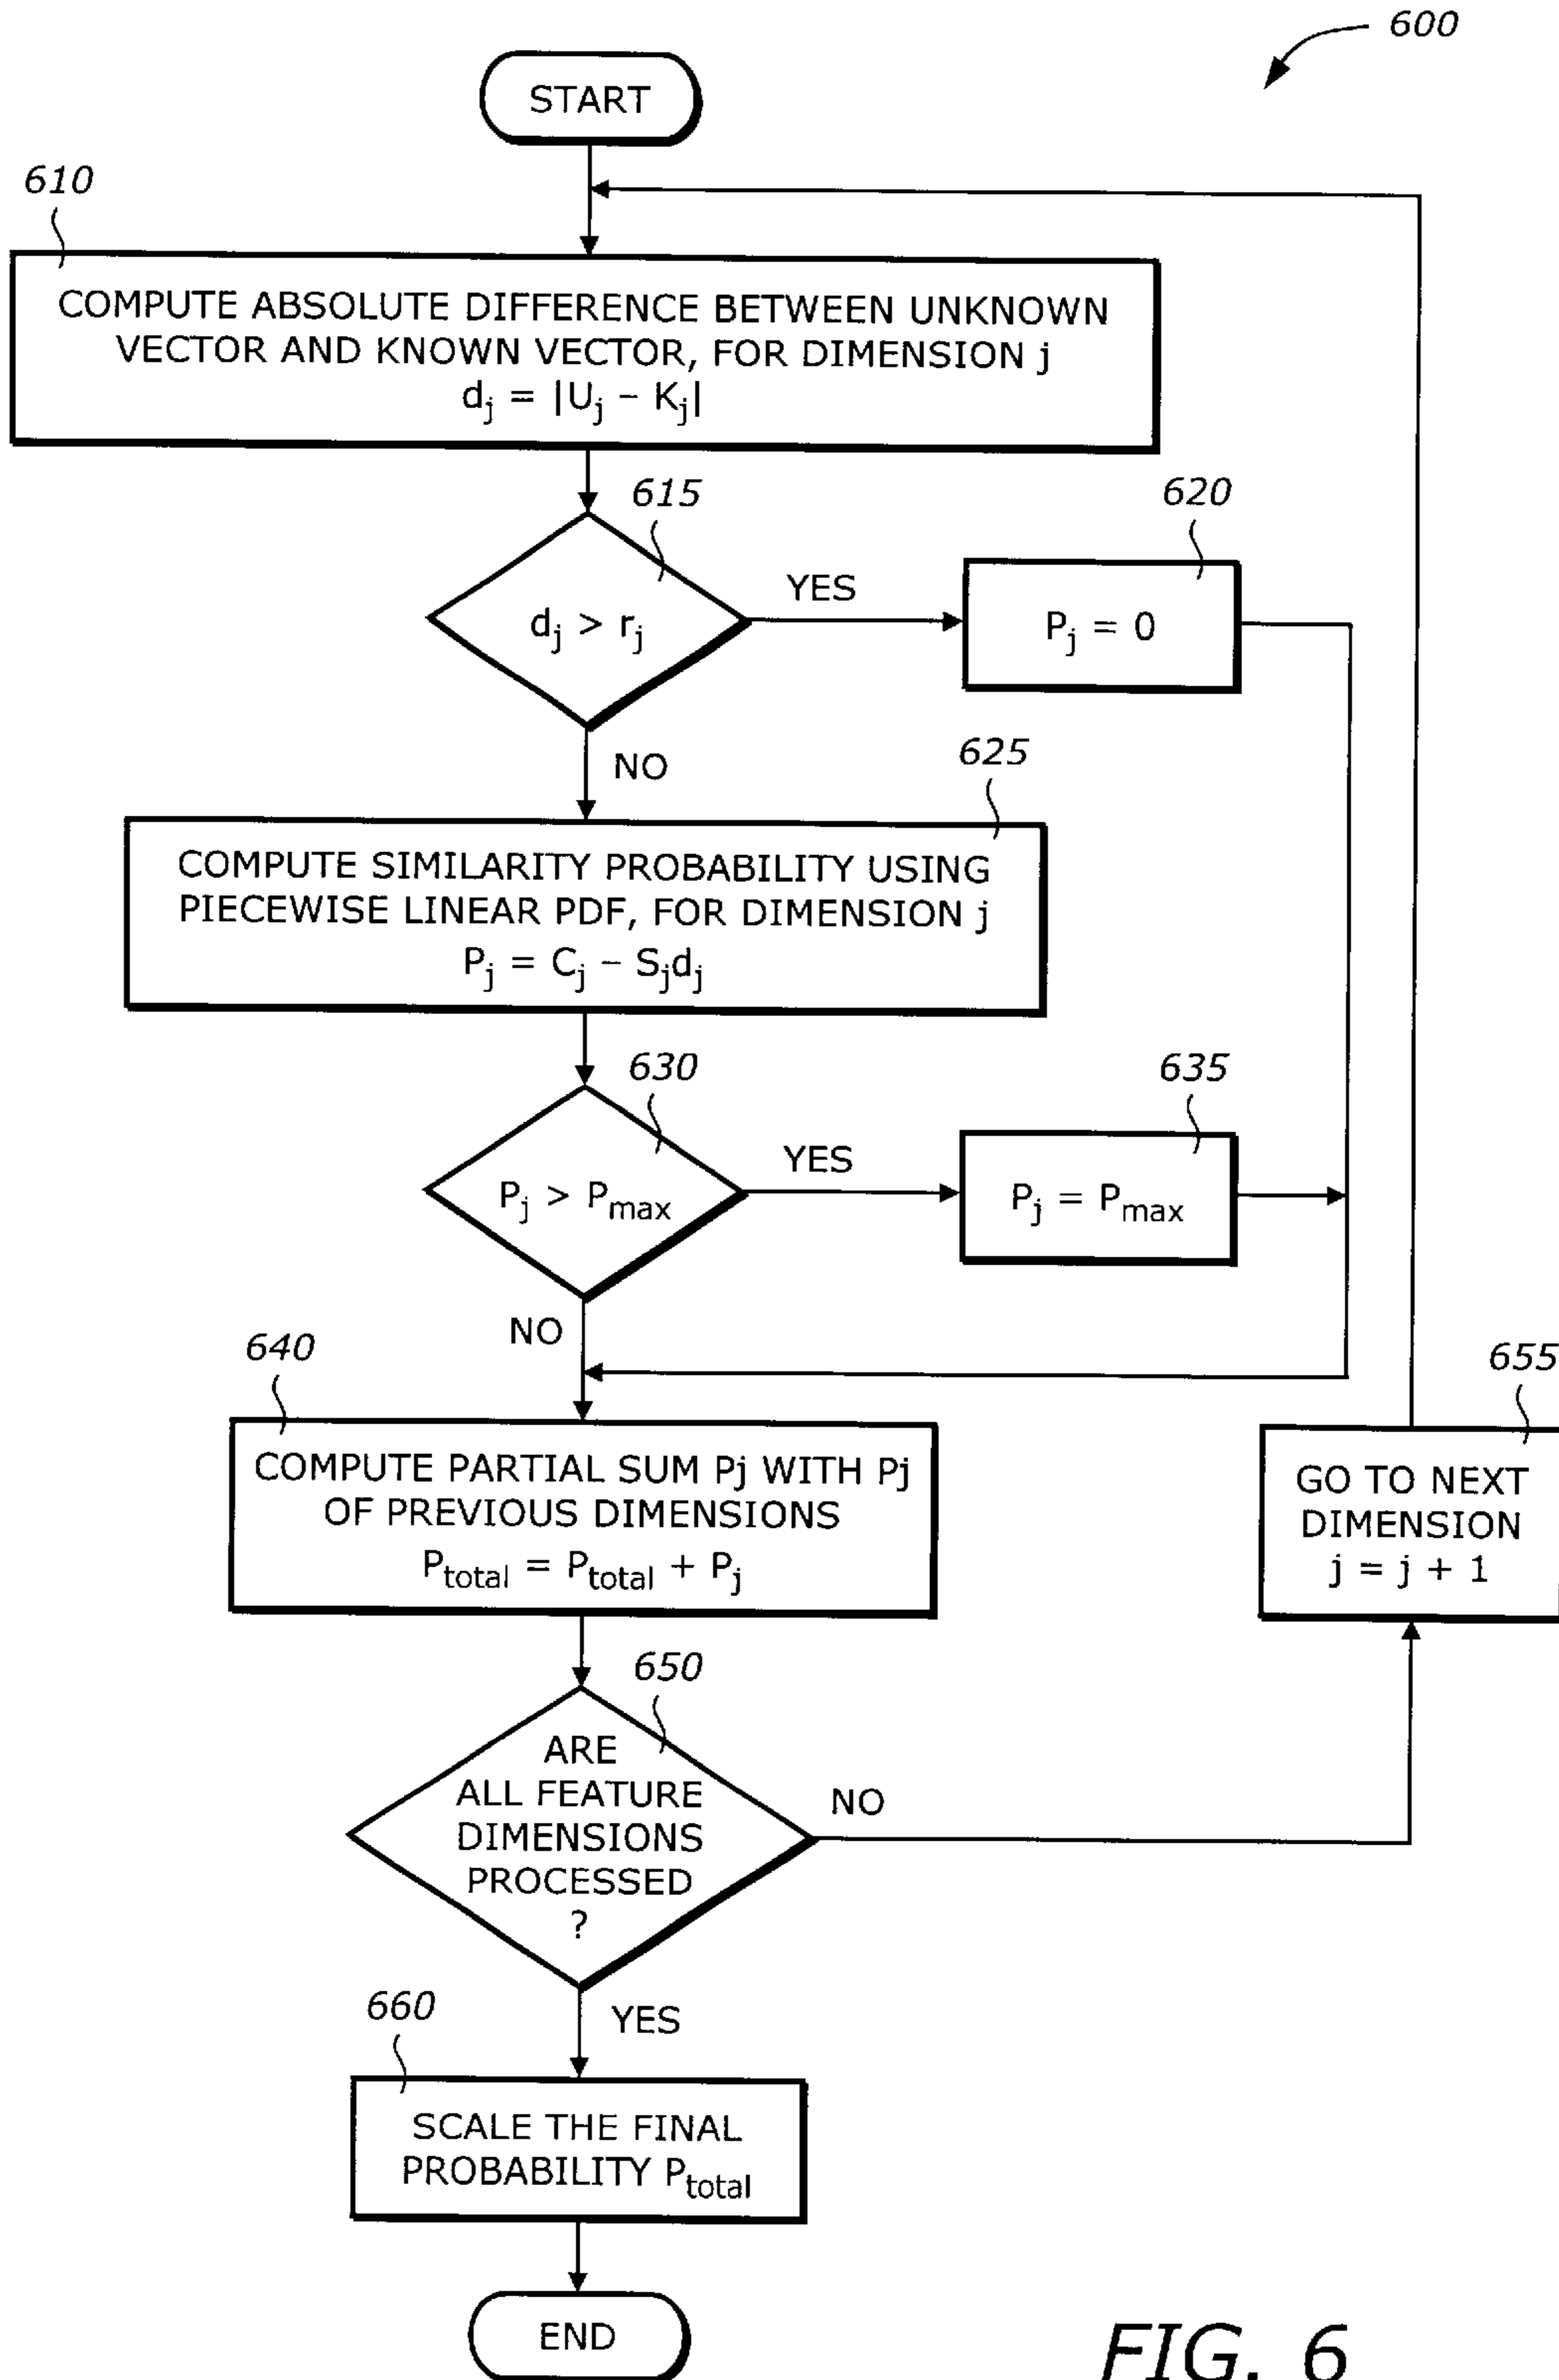 600
START
610
COMPUTE ABSOLUTE DIFFERENCE BETWEEN UNKNOWN
VECTOR AND KNOWN VECTOR, FOR DIMENSION j
dj = |Uj − Kj|
615
620
dj > rj
YES
Pj = 0
NO
625
COMPUTE SIMILARITY PROBABILITY USING
PIECEWISE LINEAR PDF, FOR DIMENSION j
Pj = Cj − Sjdj
630
635
Pj > Pmax
YES
Pj = Pmax
NO
640
COMPUTE PARTIAL SUM Pj WITH Pj
OF PREVIOUS DIMENSIONS
Ptotal = Ptotal + Pj
655
GO TO NEXT
DIMENSION
j = j + 1
650
ARE
ALL FEATURE
DIMENSIONS
PROCESSED
?
NO
YES
660
SCALE THE FINAL
PROBABILITY Ptotal
END
FIG. 6